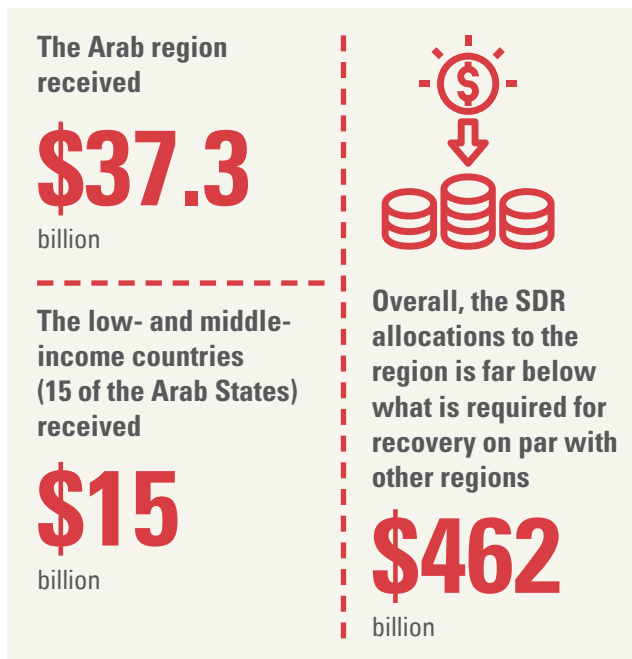 The Arab region
received
$37.3
billion
The low- and middle-
income countries
(15 of the Arab States)
received
$15
billion
$
Overall, the SDR
allocations to the
region is far below
what is required for
recovery on par with
other regions
$462
billion